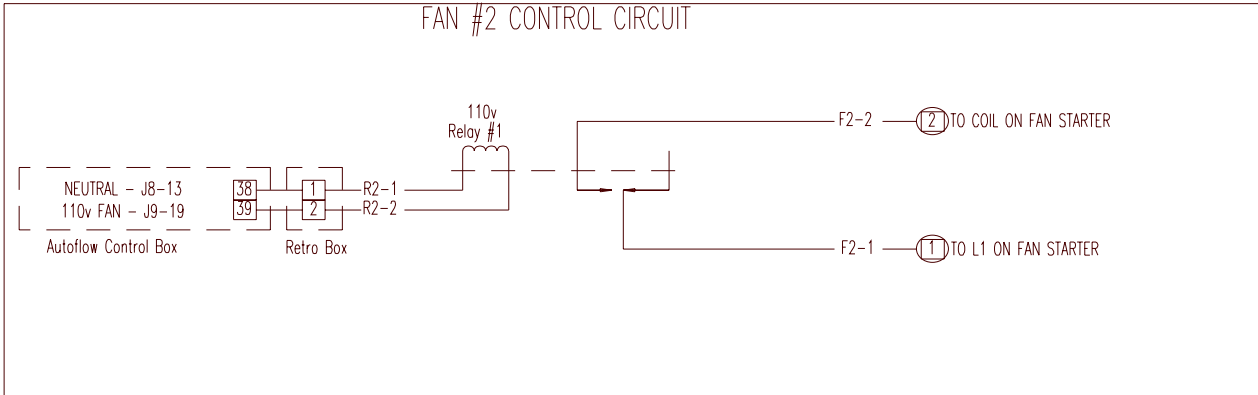 FAN #2 CONTROL CIRCUIT
110v
Relay #1
F2-2
2 TO COIL ON FAN STARTER
NEUTRAL - J8-13 38 1 R2-1
110v FAN - J9-19 39 2 R2-2
Autoflow Control Box
Retro Box
F2-1
1 TO L1 ON FAN STARTER